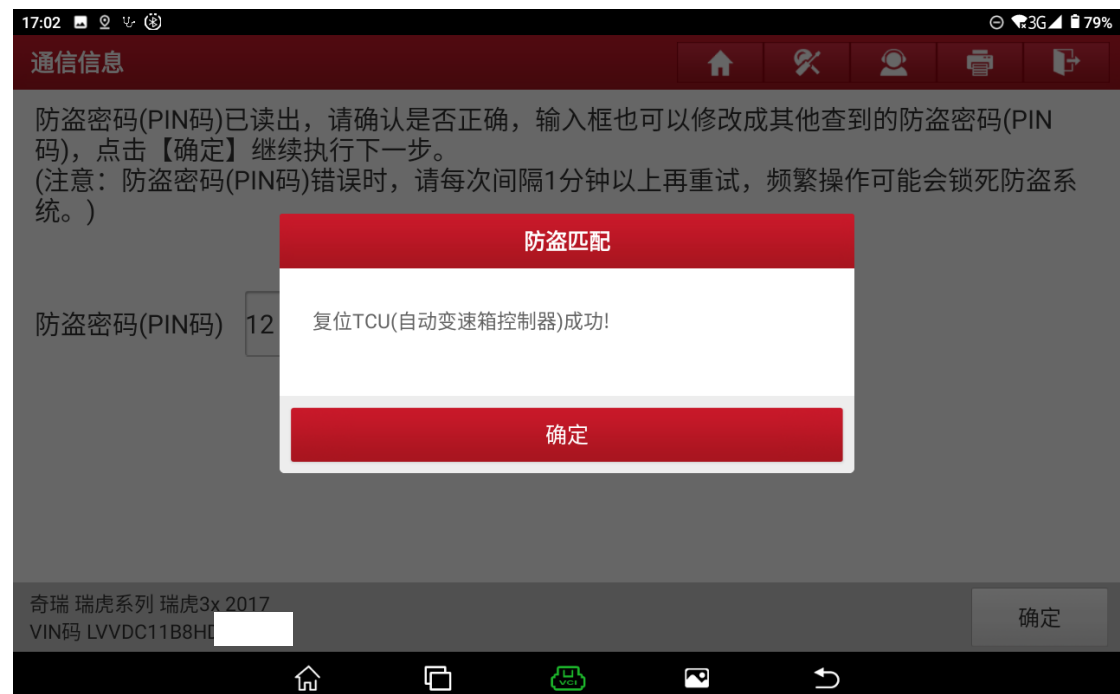 17:02
3G
79%
通信信息
防盗密码(PIN码)已读出，请确认是否正确，输入框也可以修改成其他查到的防盗密码(PIN
码)，点击【确定】继续执行下一步。
(注意：防盗密码(PIN码)错误时，请每次间隔1分钟以上再重试，频繁操作可能会锁死防盗系
统。)
防盗匹配
复位TCU(自动变速箱控制器)成功!
确定
防盗密码(PIN码)
12
奇瑞 瑞虎系列 瑞虎3x 2017
VIN码 LVVDC11B8H
确定
VCI